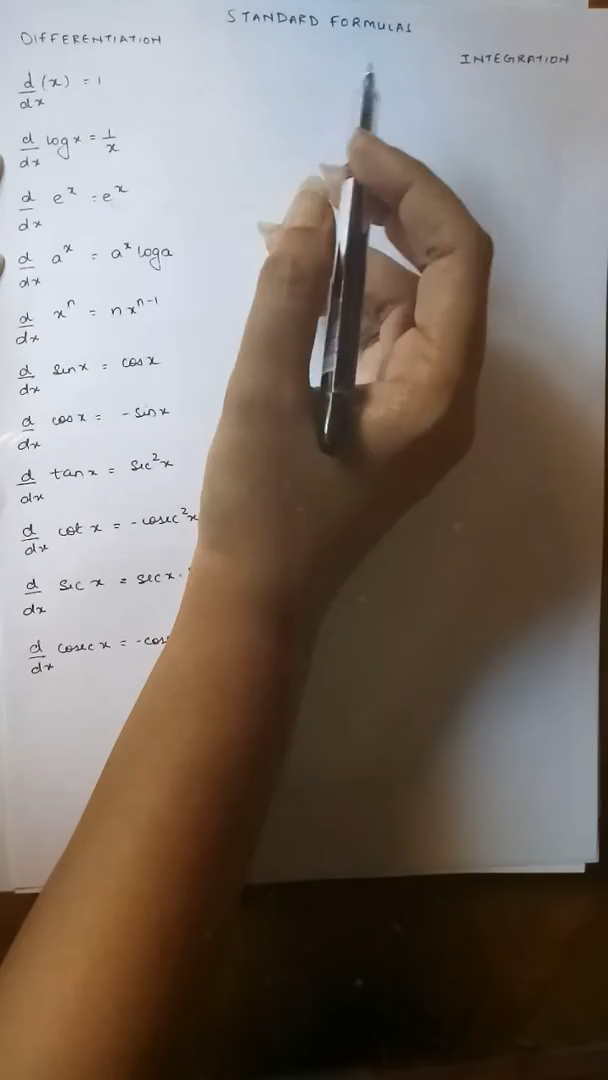 STANDARD FORMULAS
DIFFERENTIATION
INTEGRATION
d/dx (x) = 1
d/dx log x = 1/x
d/dx e^x = e^x
d/dx a^x = a^x log a
d/dx x^n = n x^(n-1)
d/dx sin x = cos x
d/dx cos x = - sin x
d/dx tan x = sec^2 x
d/dx cot x = - cosec^2 x
d/dx sec x = sec x .
d/dx cosec x = -cos